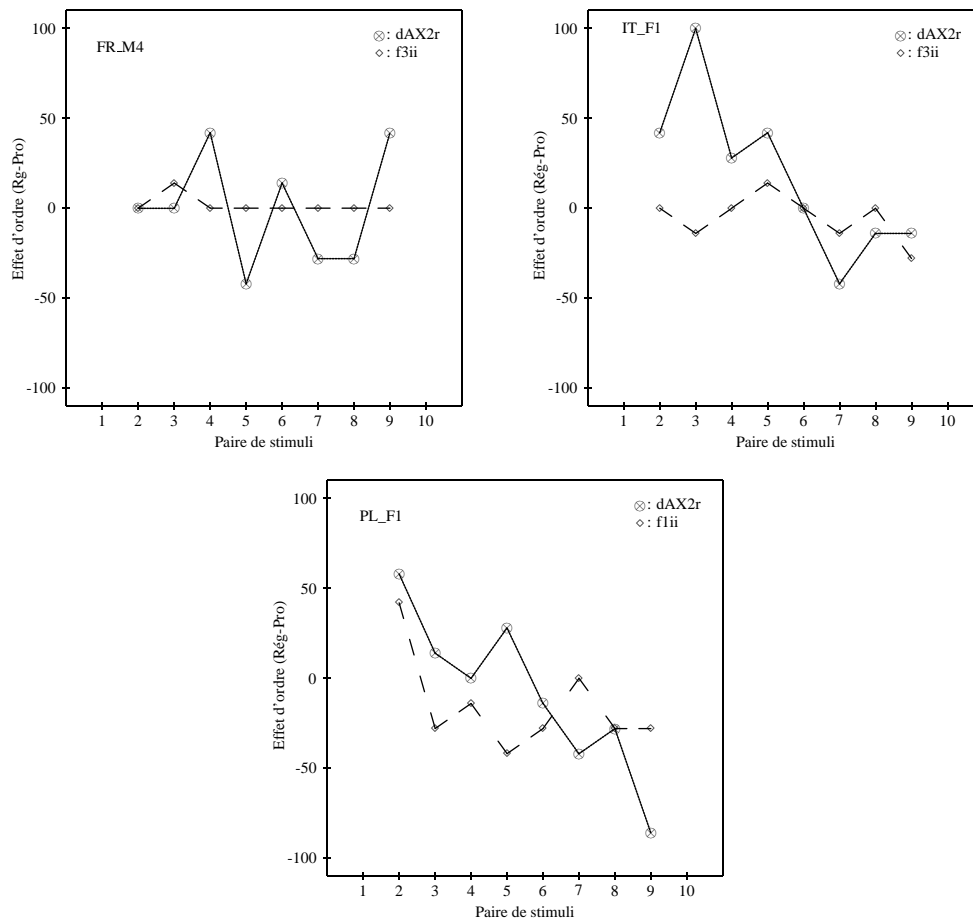 FR_M4
⊗: dAX2r
◇: f3ii
Effet d'ordre (Rg-Pro)
100
50
0
-50
-100
1 2 3 4 5 6 7 8 9 10
Paire de stimuli
IT_F1
⊗: dAX2r
◇: f3ii
Effet d'ordre (Rég-Pro)
100
50
0
-50
-100
1 2 3 4 5 6 7 8 9 10
Paire de stimuli
PL_F1
⊗: dAX2r
◇: f1ii
Effet d'ordre (Rég-Pro)
100
50
0
-50
-100
1 2 3 4 5 6 7 8 9 10
Paire de stimuli